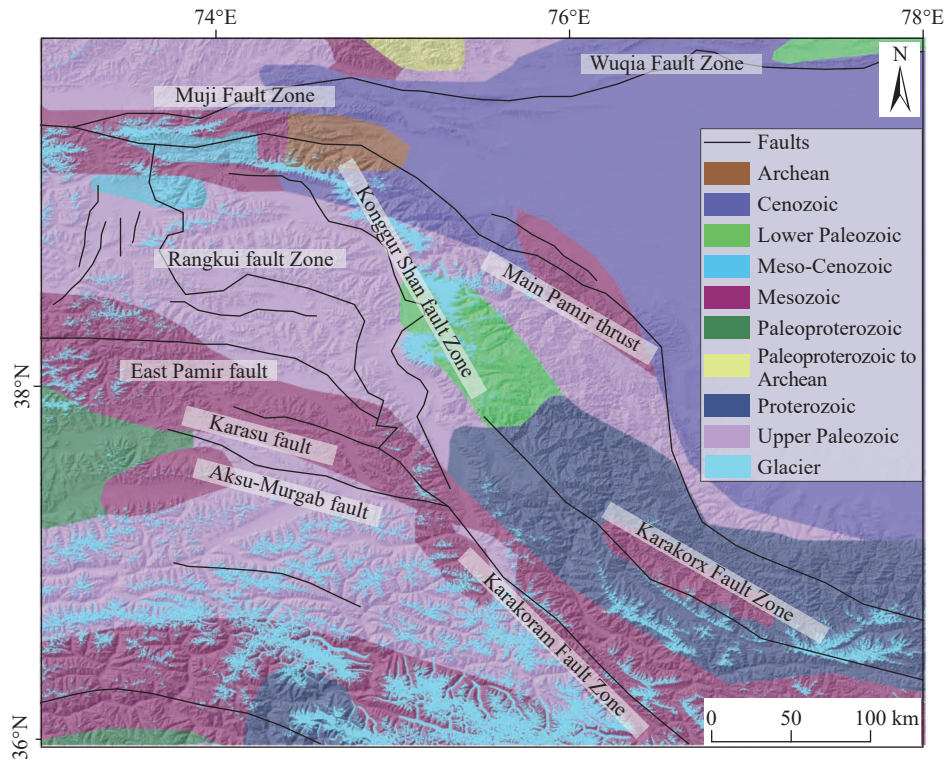 74°E
76°E
78°E
Wuqia Fault Zone
N
Muji Fault Zone
Faults
Archean
Cenozoic
Lower Paleozoic
Meso-Cenozoic
Mesozoic
Paleoproterozoic
Paleoproterozoic to
Archean
Proterozoic
Upper Paleozoic
Glacier
Konggur Shan fault Zone
Rangkui fault Zone
Main Pamir thrust
38°N
East Pamir fault
Karasu fault
Aksu-Murgab fault
Karakorx Fault Zone
Karakoram Fault Zone
36°N
0 50 100 km